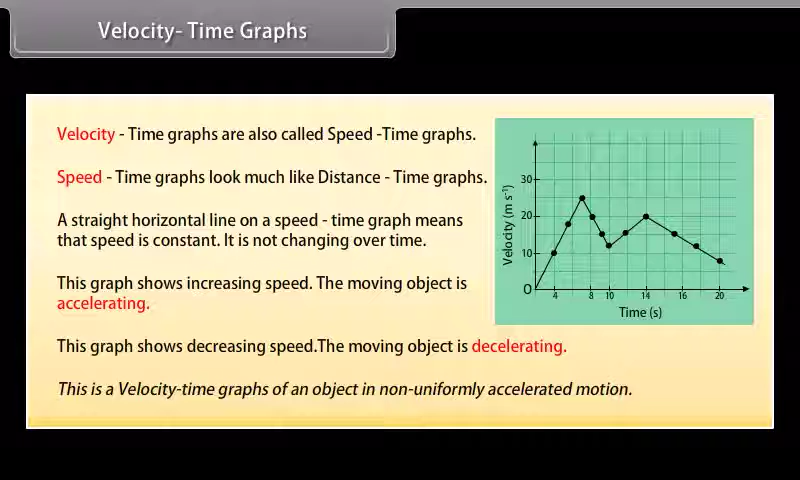 Velocity- Time Graphs
Velocity - Time graphs are also called Speed -Time graphs.
Speed - Time graphs look much like Distance - Time graphs.
A straight horizontal line on a speed - time graph means
that speed is constant. It is not changing over time.
This graph shows increasing speed. The moving object is
accelerating.
This graph shows decreasing speed.The moving object is decelerating.
This is a Velocity-time graphs of an object in non-uniformly accelerated motion.
Velocity (m s⁻¹)
30
20
10
O
4 8 10 14 16 20
Time (s)